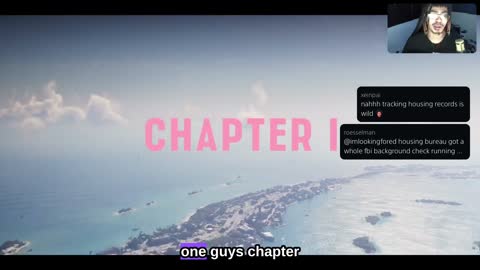 xenpai
nahhh tracking housing records is
wild
roesselman
@imlookingfored housing bureau got a
whole fbi background check running ...
CHAPTER I
one guys chapter